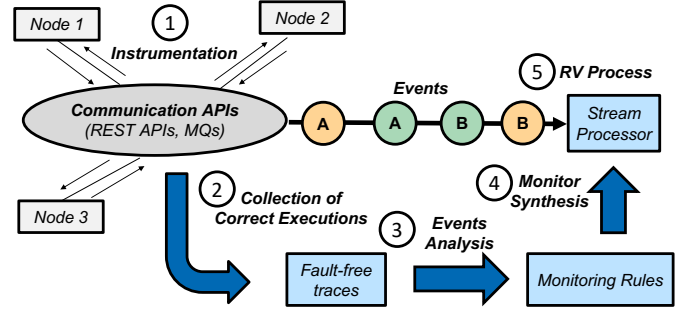 Node 1
1
Instrumentation
Node 2
Communication APIs
(REST APIs, MQs)
Events
A
A
B
B
5
RV Process
Stream
Processor
Node 3
2
Collection of
Correct Executions
3
Events
Analysis
4
Monitor
Synthesis
Fault-free
traces
Monitoring Rules